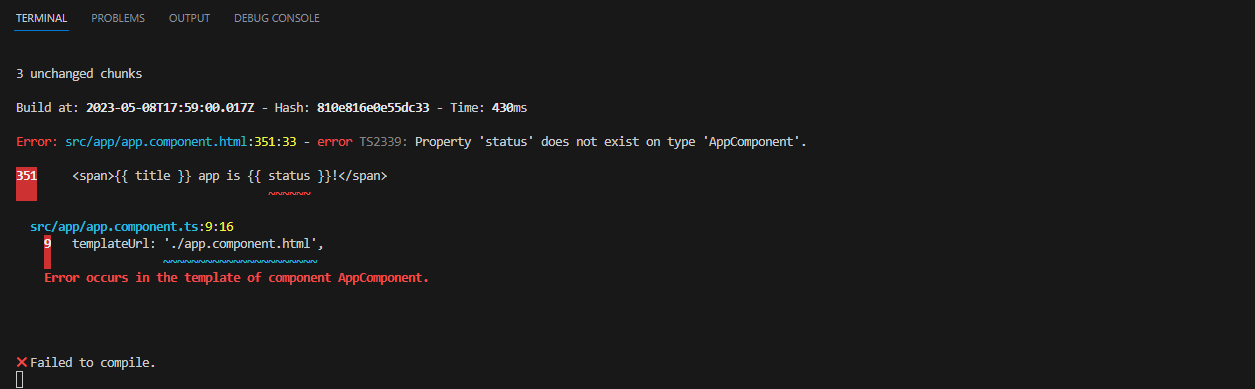 TERMINAL PROBLEMS OUTPUT DEBUG CONSOLE
3 unchanged chunks
Build at: 2023-05-08T17:59:00.017Z - Hash: 810e816e0e55dc33 - Time: 430ms
Error: src/app/app.component.html:351:33 - error TS2339: Property 'status' does not exist on type 'AppComponent'.
351 <span>{{ title }} app is {{ status }}!</span>
~~~~~~
src/app/app.component.ts:9:16
9 templateUrl: './app.component.html',
~~~~~~~~~~~~~~~~~~~~~~
Error occurs in the template of component AppComponent.
❌ Failed to compile.